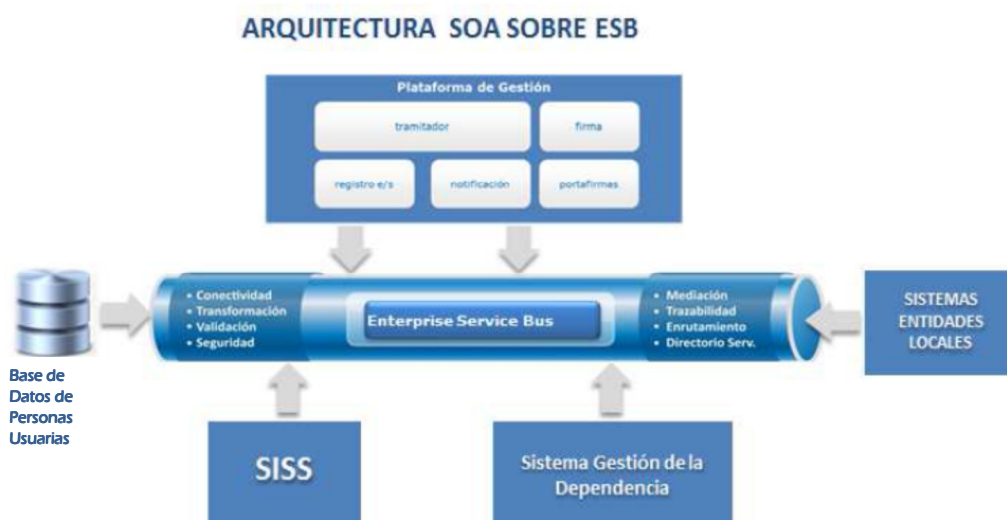 ARQUITECTURA SOA SOBRE ESB
Plataforma de Gestión
tramitador
firma
registro e/s
notificación
portafirmas
• Conectividad
• Transformación
• Validación
• Seguridad
Enterprise Service Bus
• Mediación
• Trazabilidad
• Enrutamiento
• Directorio Serv.
SISTEMAS
ENTIDADES
LOCALES
Base de
Datos de
Personas
Usuarias
SISS
Sistema Gestión de la
Dependencia